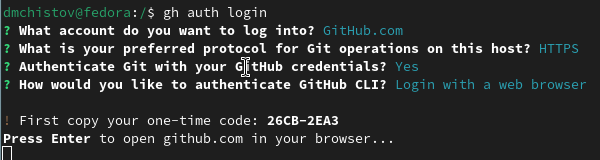 dmchistov@fedora:/$ gh auth login
? What account do you want to log into? GitHub.com
? What is your preferred protocol for Git operations on this host? HTTPS
? Authenticate Git with your GitHub credentials? Yes
? How would you like to authenticate GitHub CLI? Login with a web browser
! First copy your one-time code: 26CB-2EA3
Press Enter to open github.com in your browser...